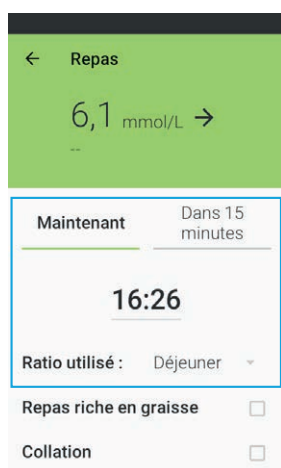 ← Repas
6,1 mmol/L →
--
Maintenant
Dans 15
minutes
16:26
Ratio utilisé : Déjeuner
Repas riche en graisse
Collation